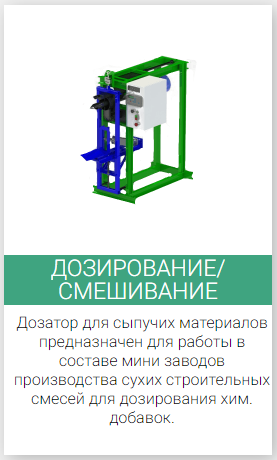 ДОЗИРОВАНИЕ/
СМЕШИВАНИЕ
Дозатор для сыпучих материалов
предназначен для работы в
составе мини заводов
производства сухих строительных
смесей для дозирования хим.
добавок.